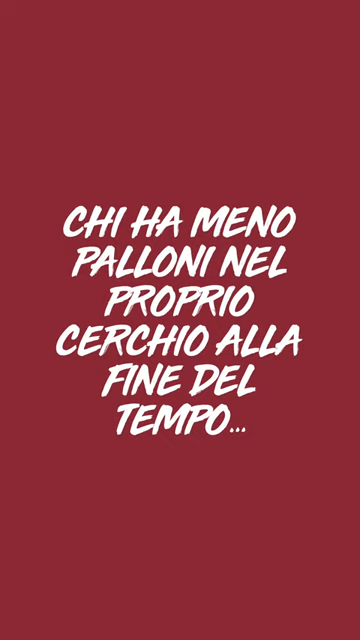 CHI HA MENO
PALLONI NEL
PROPRIO
CERCHIO ALLA
FINE DEL
TEMPO...